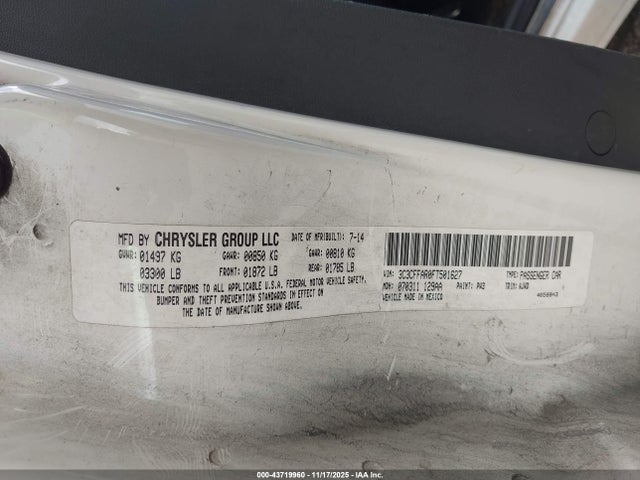 MFD BY CHRYSLER GROUP LLC DATE OF MFR(BUILT): 7-14
GVWR: 01497 KG GAWR: 00850 KG GAWR: 00810 KG
03300 LB FRONT: 01872 LB REAR: 01785 LB
THIS VEHICLE CONFORMS TO ALL APPLICABLE U.S.A. FEDERAL MOTOR VEHICLE SAFETY,
BUMPER AND THEFT PREVENTION STANDARDS IN EFFECT ON
THE DATE OF MANUFACTURE SHOWN ABOVE.
VIN: 3C3CFFAR0FT501627 TYPE: PASSENGER CAR
MDH: 070311 129AA PAINT: PW3 TRIM: AJWD
VEHICLE MADE IN MEXICO
000-43719960 - 11/17/2025 - IAA Inc.